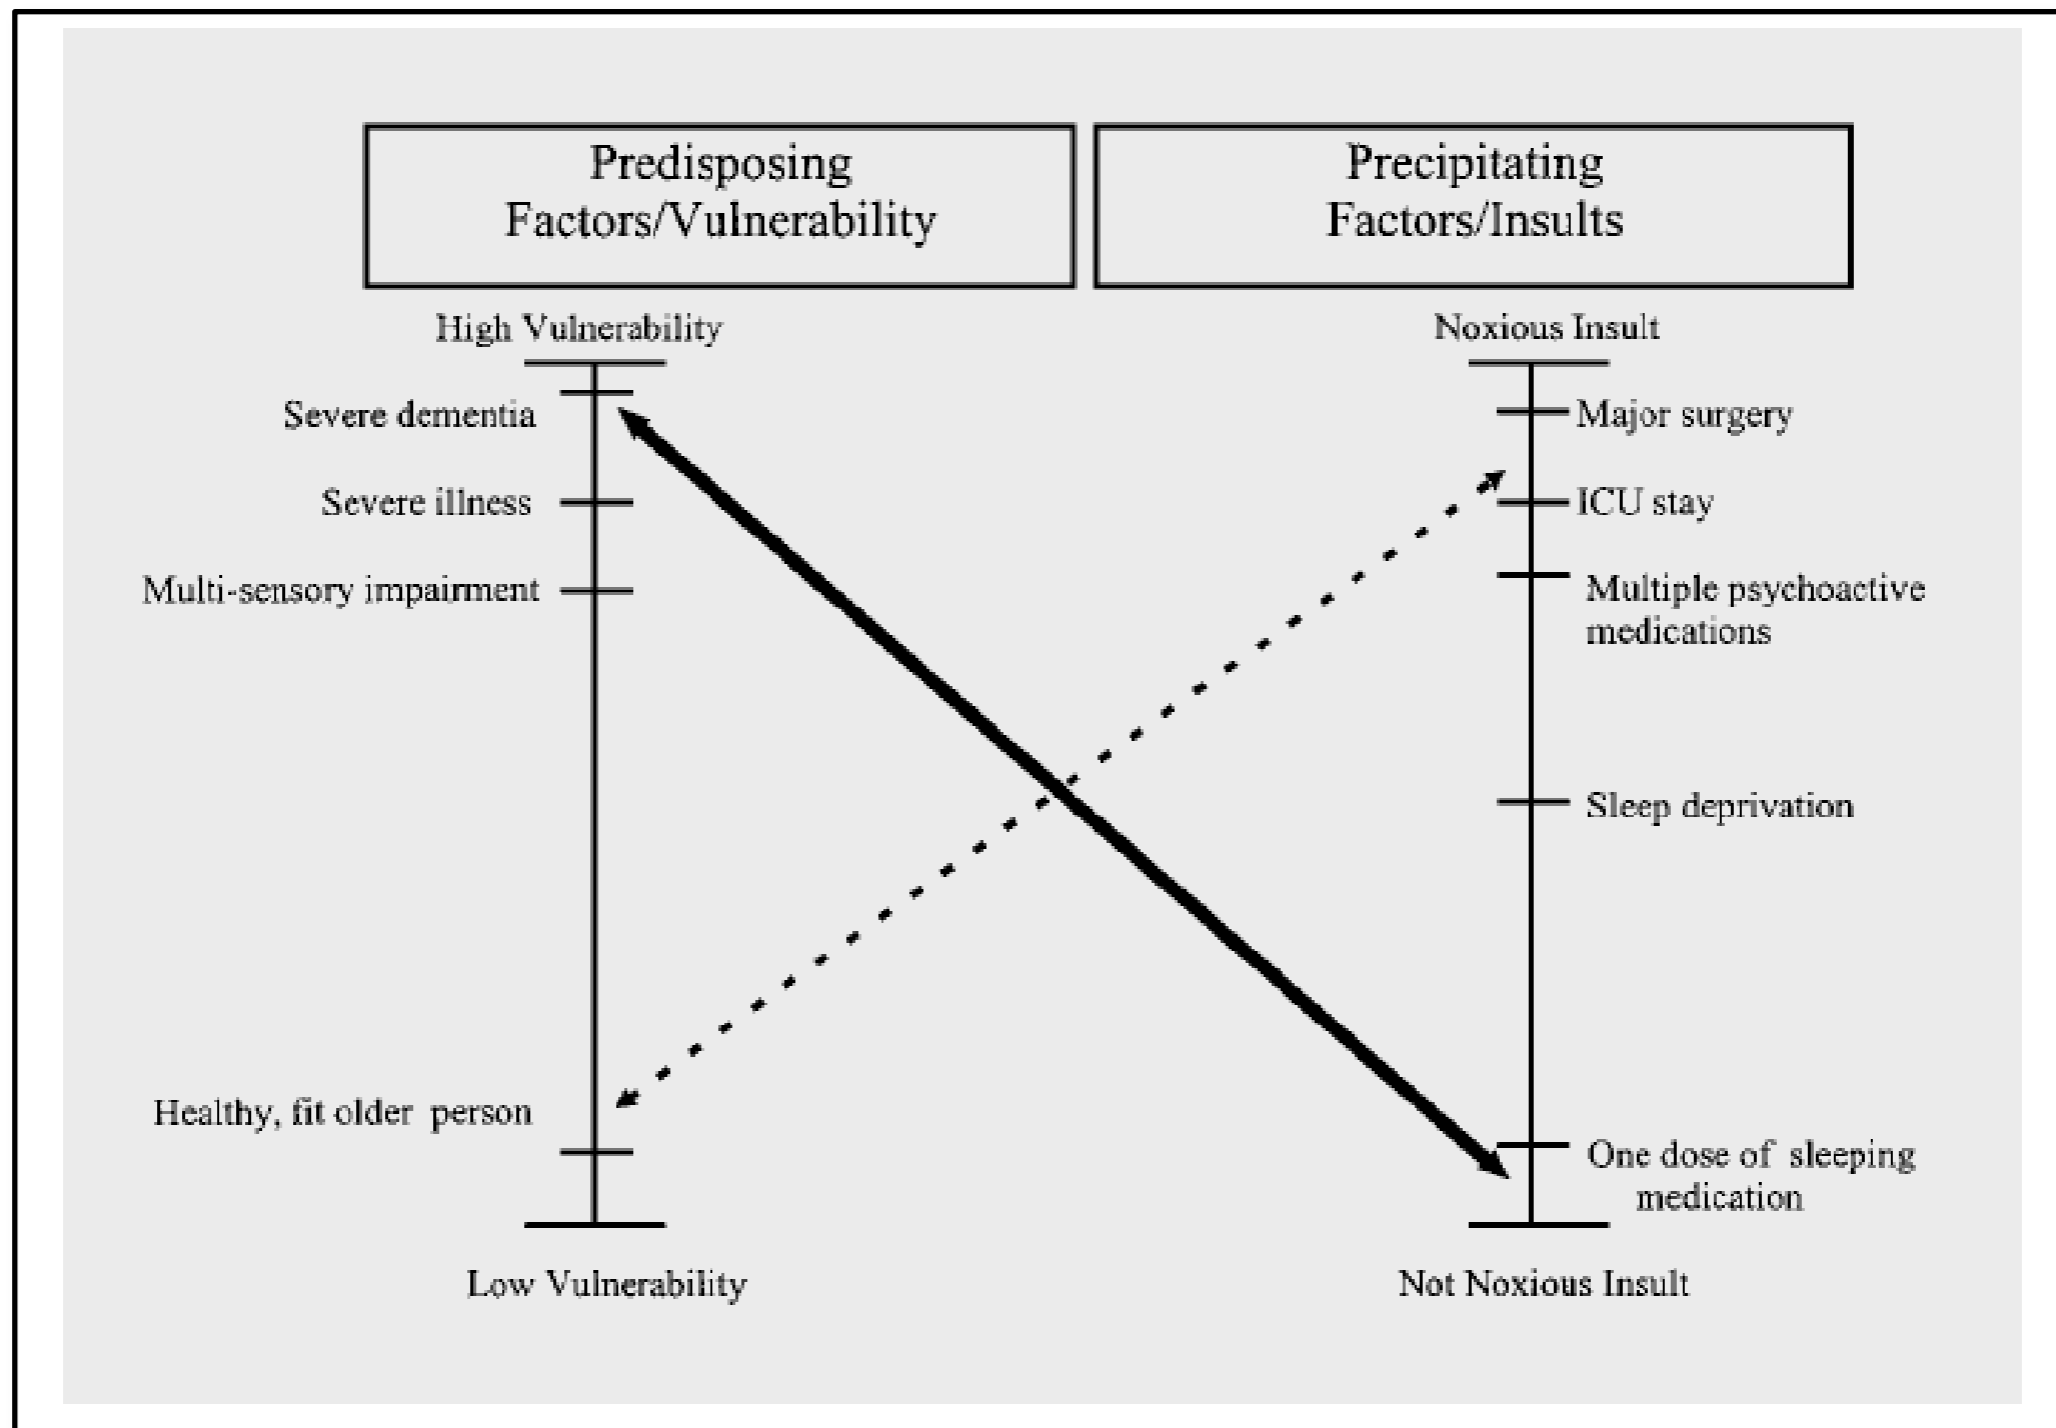 Predisposing
Factors/Vulnerability
Precipitating
Factors/Insults
High Vulnerability
Severe dementia
Severe illness
Multi-sensory impairment
Healthy, fit older person
Low Vulnerability
Noxious Insult
Major surgery
ICU stay
Multiple psychoactive
medications
Sleep deprivation
One dose of sleeping
medication
Not Noxious Insult